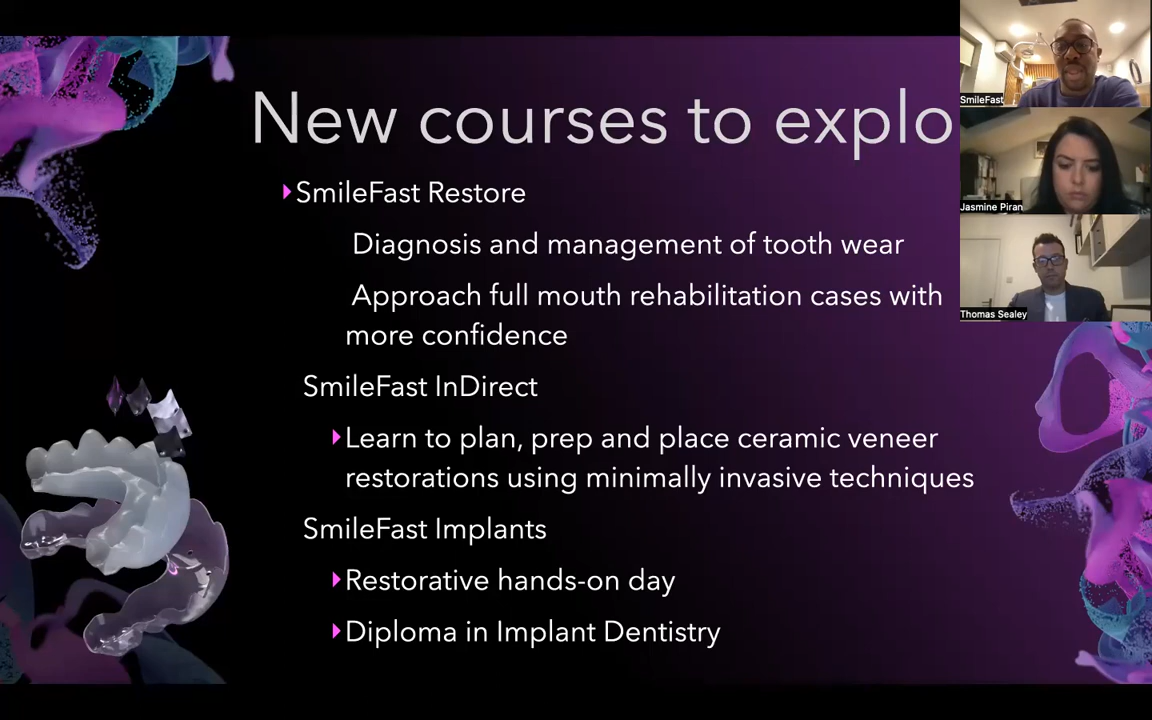 New courses to explo
SmileFast Restore
Diagnosis and management of tooth wear
Approach full mouth rehabilitation cases with
more confidence
SmileFast InDirect
Learn to plan, prep and place ceramic veneer
restorations using minimally invasive techniques
SmileFast Implants
Restorative hands-on day
Diploma in Implant Dentistry
SmileFast
Jasmine Piran
Thomas Sealey